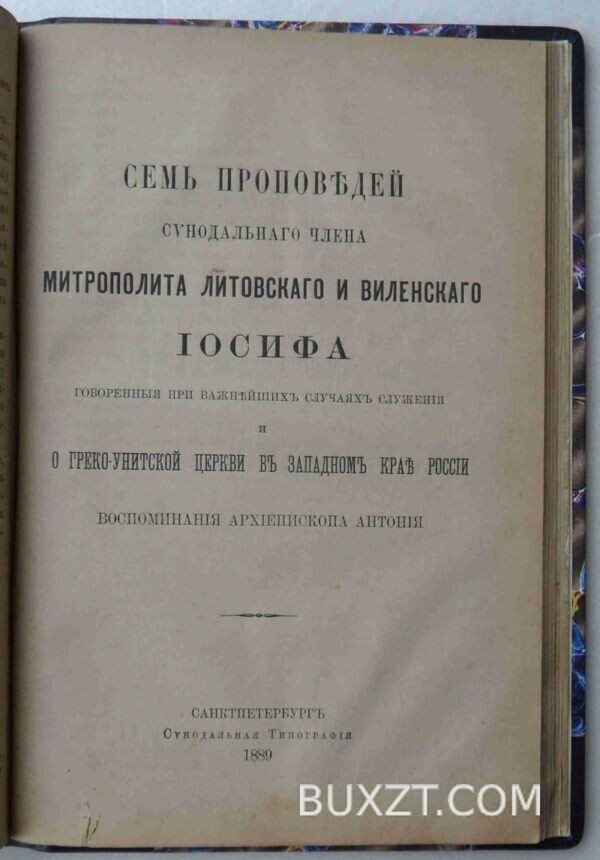 СЕМЬ ПРОПОВѢДЕЙ
СѴНОДАЛЬНАГО ЧЛЕНА
МИТРОПОЛИТА ЛИТОВСКАГО И ВИЛЕНСКАГО
ІОСИФА
ГОВОРЕННЫЯ ПРИ ВАЖНѢЙШИХЪ СЛУЧАЯХЪ СЛУЖЕНІЯ
И
О ГРЕКО-УНИТСКОЙ ЦЕРКВИ ВЪ ЗАПАДНОМЪ КРАѢ РОССІИ
ВОСПОМИНАНІЯ АРХІЕПИСКОПА АНТОНІЯ
САНКТПЕТЕРБУРГЪ
СѴНОДАЛЬНАЯ ТИПОГРАФІЯ
1889
BUXZT.COM